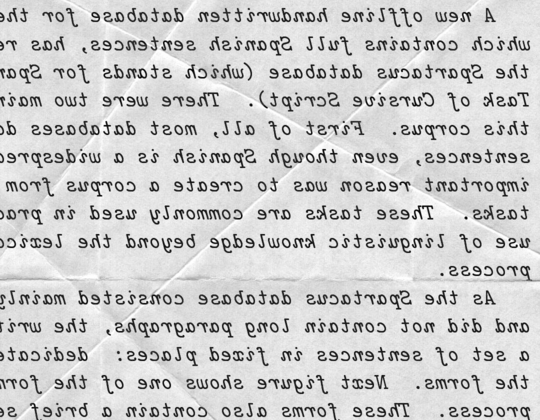 A new offline handwritten database for the
which contains full Spanish sentences, has re
the Spartacus database (which stands for Span
Task of Cursive Script). There were two main
this corpus. First of all, most databases do
sentences, even though Spanish is a widesprea
important reason was to create a corpus from
tasks. These tasks are commonly used in prac
use of linguistic knowledge beyond the lexica
process.
As the Spartacus database consisted mainly
and did not contain long paragraphs, the writ
a set of sentences in fixed places: dedicate
the forms. Next figure shows one of the form
process. These forms also contain a brief se